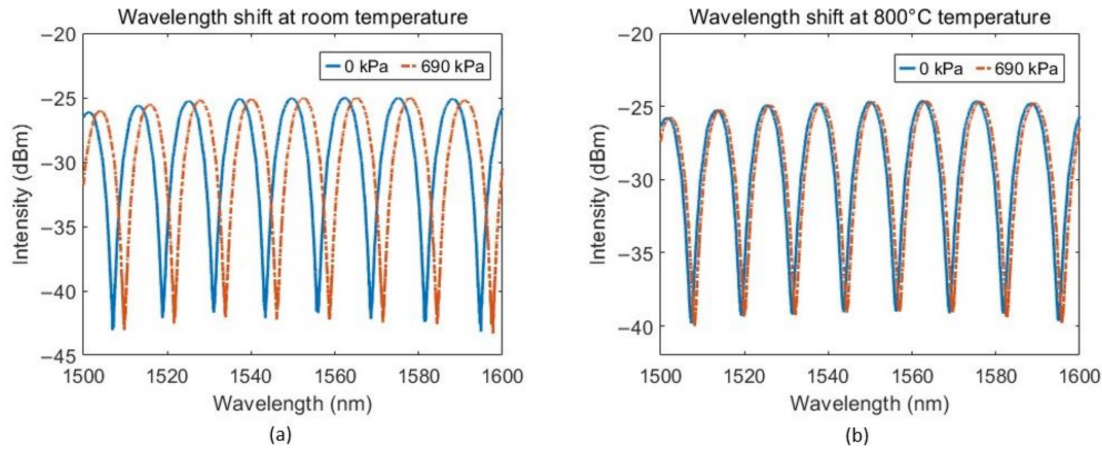 Wavelength shift at room temperature
−20
0 kPa 690 kPa
−25
−30
−35
−40
−45
Intensity (dBm)
1500 1520 1540 1560 1580 1600
Wavelength (nm)
(a)
Wavelength shift at 800°C temperature
−20
0 kPa 690 kPa
−25
−30
−35
−40
Intensity (dBm)
1500 1520 1540 1560 1580 1600
Wavelength (nm)
(b)